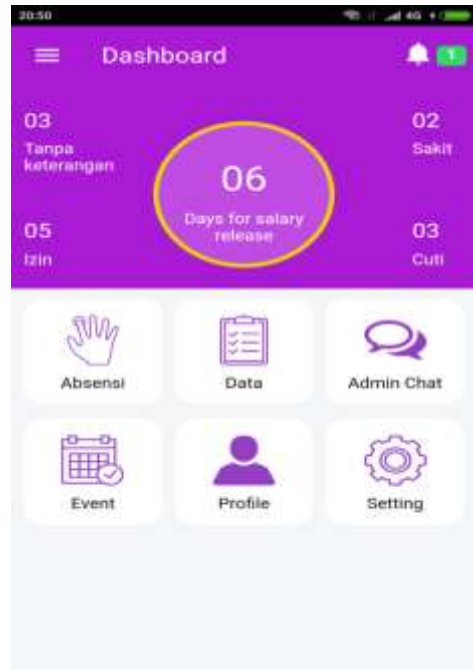 20:50
4G
Dashboard
1
03
Tanpa
keterangan
02
Sakit
06
Days for salary
release
05
Izin
03
Cuti
Absensi
Data
Admin Chat
Event
Profile
Setting